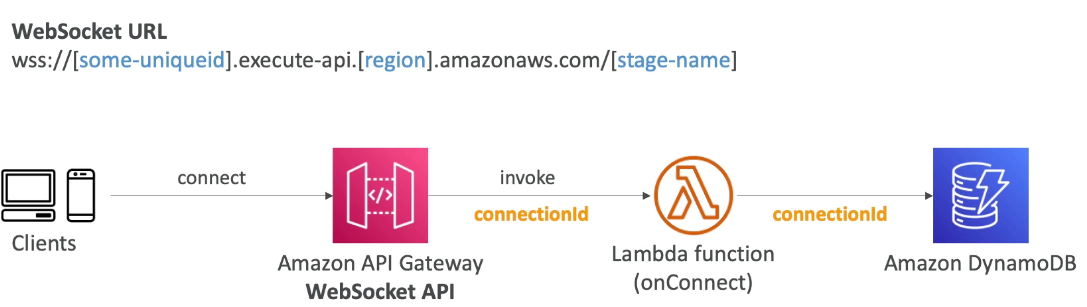 WebSocket URL
wss://[some-uniqueid].execute-api.[region].amazonaws.com/[stage-name]
connect
invoke
connectionId
connectionId
</>
Clients
Amazon API Gateway
WebSocket API
Lambda function
(onConnect)
Amazon DynamoDB